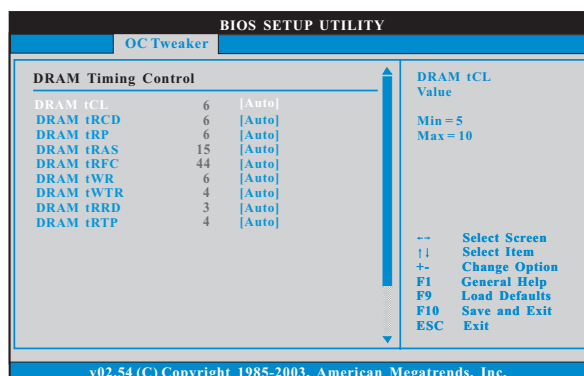 BIOS SETUP UTILITY
OC Tweaker
DRAM Timing Control
DRAM tCL 6 [Auto]
DRAM tRCD 6 [Auto]
DRAM tRP 6 [Auto]
DRAM tRAS 15 [Auto]
DRAM tRFC 44 [Auto]
DRAM tWR 6 [Auto]
DRAM tWTR 4 [Auto]
DRAM tRRD 3 [Auto]
DRAM tRTP 4 [Auto]
DRAM tCL
Value
Min = 5
Max = 10
←→ Select Screen
↑↓ Select Item
+- Change Option
F1 General Help
F9 Load Defaults
F10 Save and Exit
ESC Exit
v02.54 (C) Copyright 1985-2003, American Megatrends, Inc.